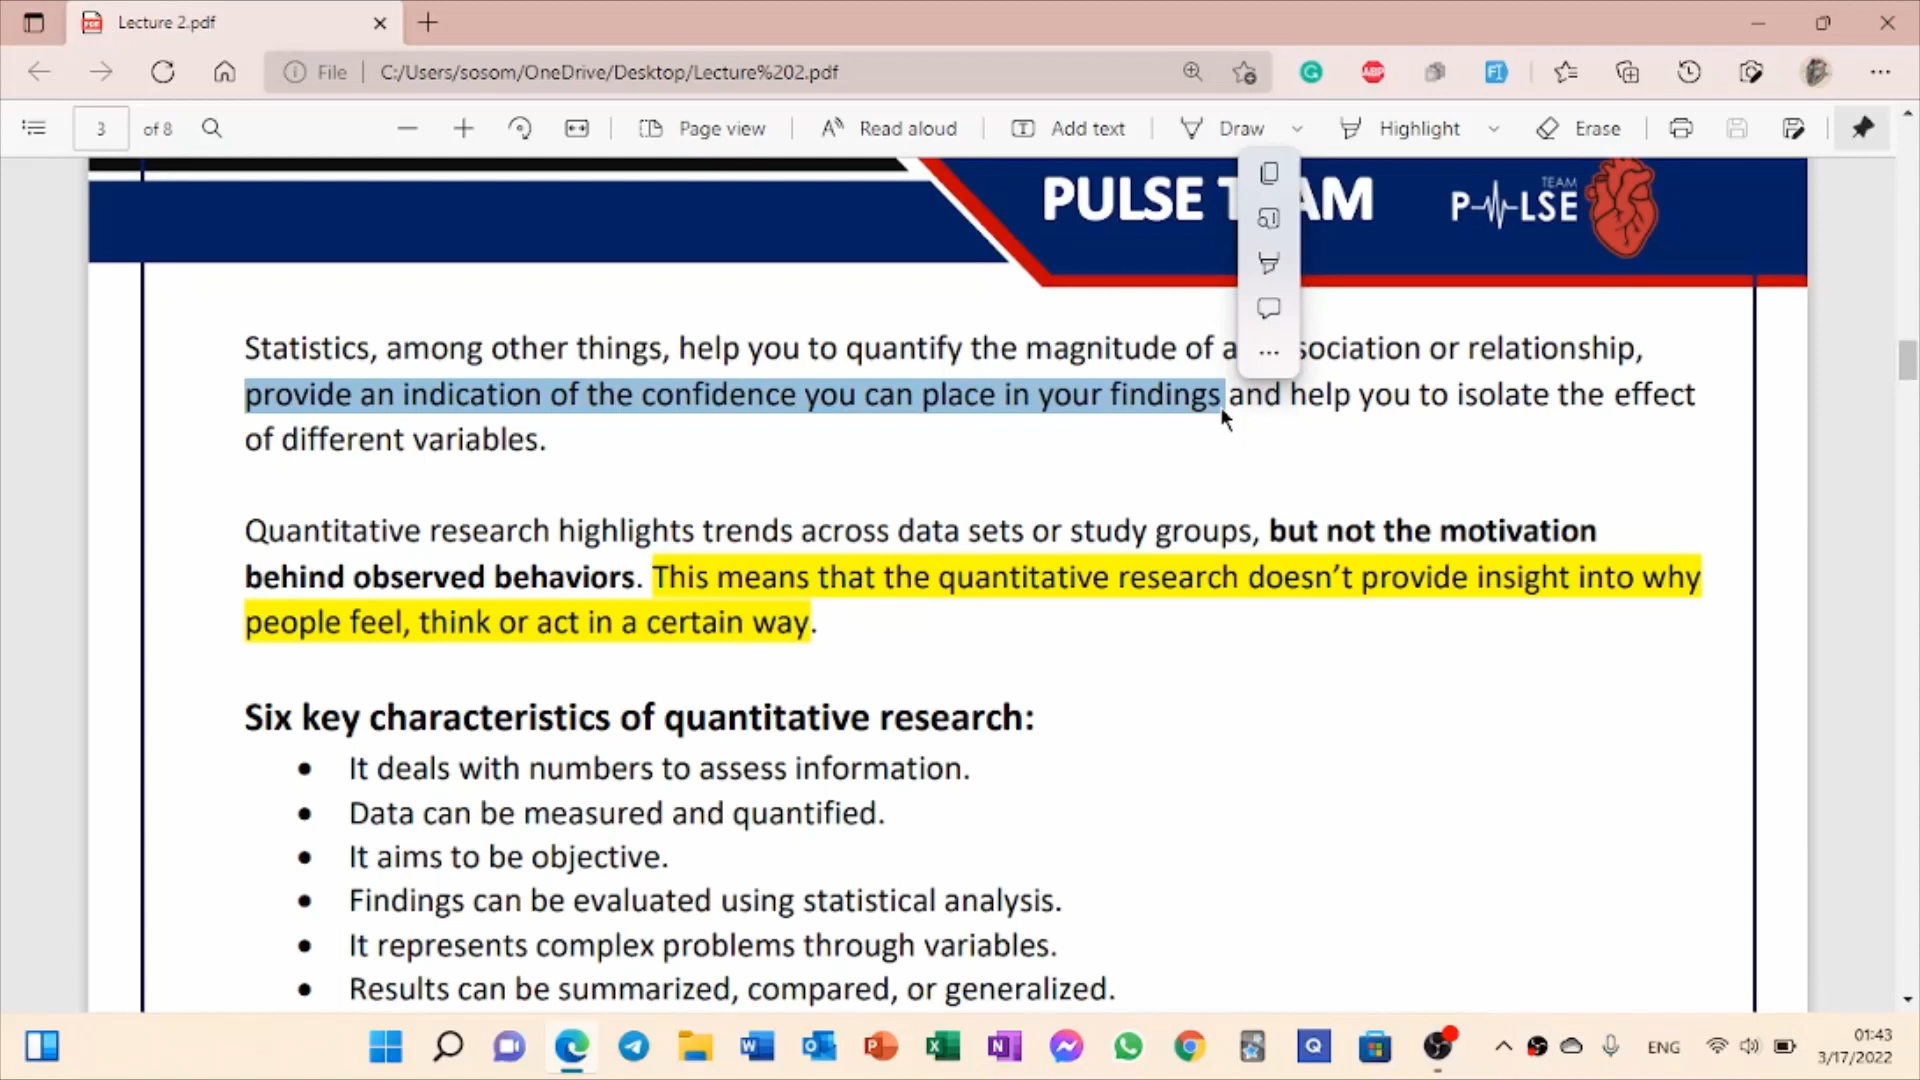 Lecture 2.pdf
File C:/Users/sosom/OneDrive/Desktop/Lecture%202.pdf
ABP
3 of 8 Page view Read aloud Add text Draw Highlight Erase
PULSE
TEAM
P LSE
Statistics, among other things, help you to quantify the magnitude of or relationship,
provide an indication of the confidence you can place in your findings and help you to isolate the effect
of different variables.
Quantitative research highlights trends across data sets or study groups, but not the motivation
behind observed behaviors. This means that the quantitative research doesn’t provide insight into why
people feel, think or act in a certain way.
Six key characteristics of quantitative research:
• It deals with numbers to assess information.
• Data can be measured and quantified.
• It aims to be objective.
• Findings can be evaluated using statistical analysis.
• It represents complex problems through variables.
• Results can be summarized, compared, or generalized.
ENG
01:43
3/17/2022